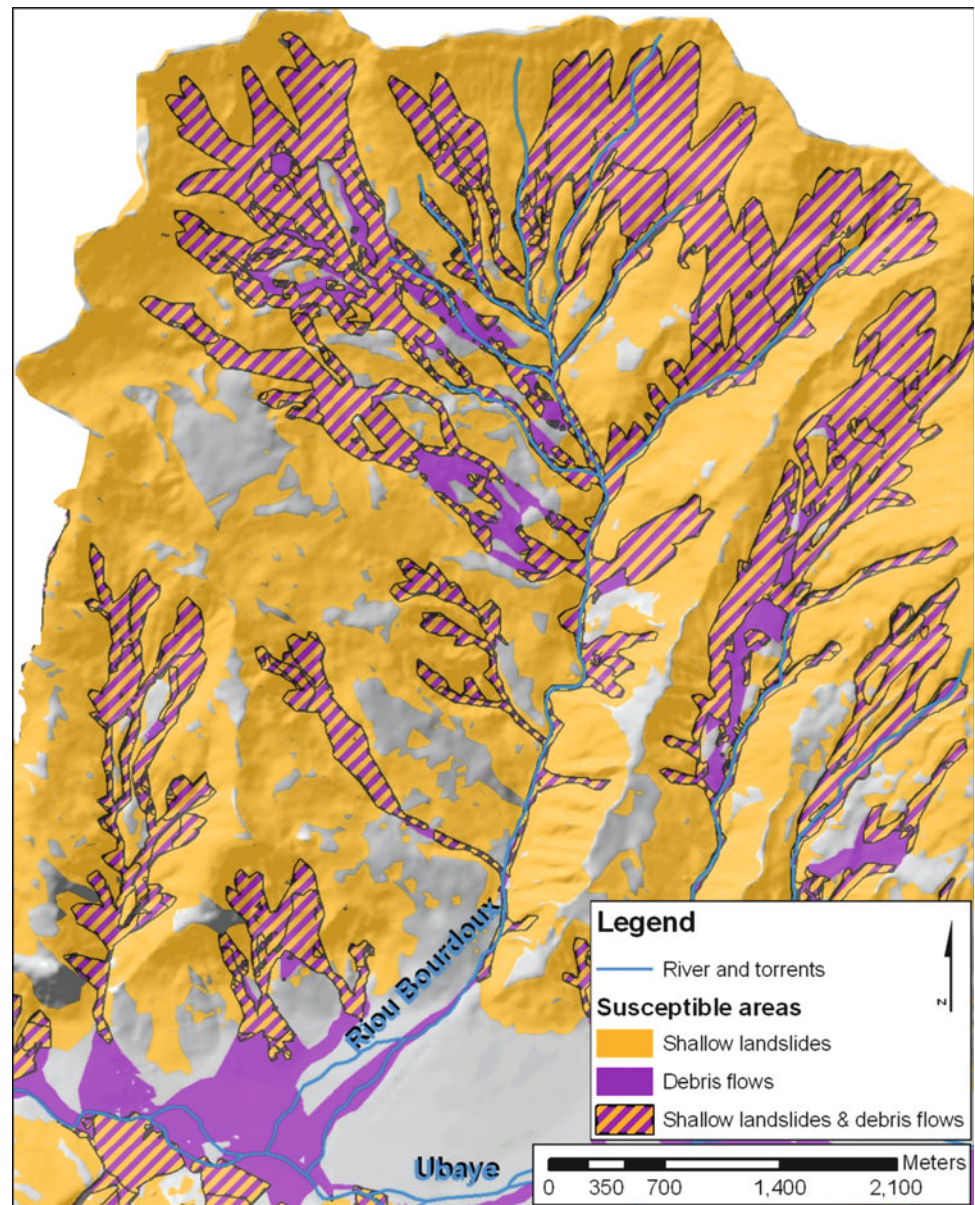 Riou Bourdoux
Ubaye
Legend
River and torrents
Susceptible areas
Shallow landslides
Debris flows
Shallow landslides & debris flows
N
Meters
0 350 700 1,400 2,100